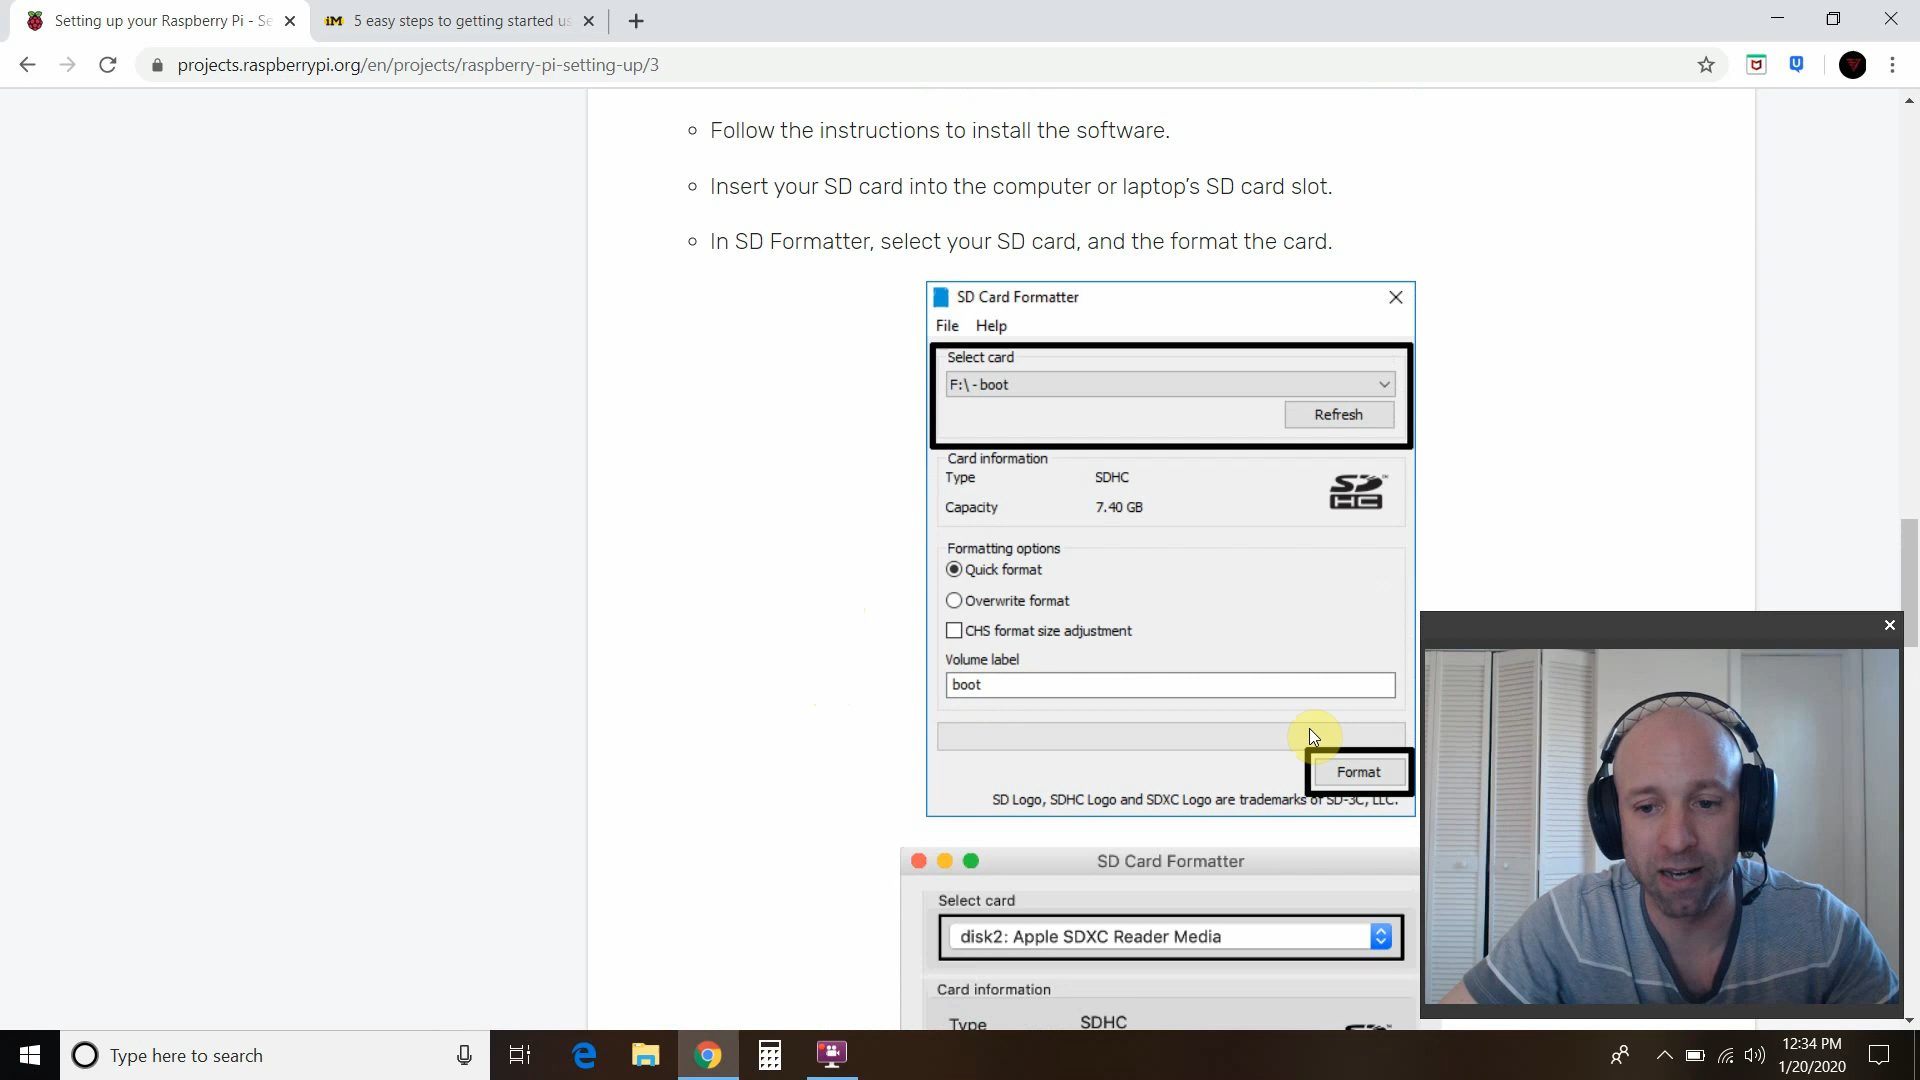 Setting up your Raspberry Pi - Se
iM 5 easy steps to getting started us
projects.raspberrypi.org/en/projects/raspberry-pi-setting-up/3
Follow the instructions to install the software.
Insert your SD card into the computer or laptop’s SD card slot.
In SD Formatter, select your SD card, and the format the card.
SD Card Formatter
File Help
Select card
F:\ - boot
Refresh
Card information
Type SDHC
SD HC ™
Capacity 7.40 GB
Formatting options
Quick format
Overwrite format
CHS format size adjustment
Volume label
boot
Format
SD Logo, SDHC Logo and SDXC Logo are trademarks of SD-3C, LLC.
SD Card Formatter
Select card
disk2: Apple SDXC Reader Media
Card information
Type SDHC
Type here to search
12:34 PM
1/20/2020